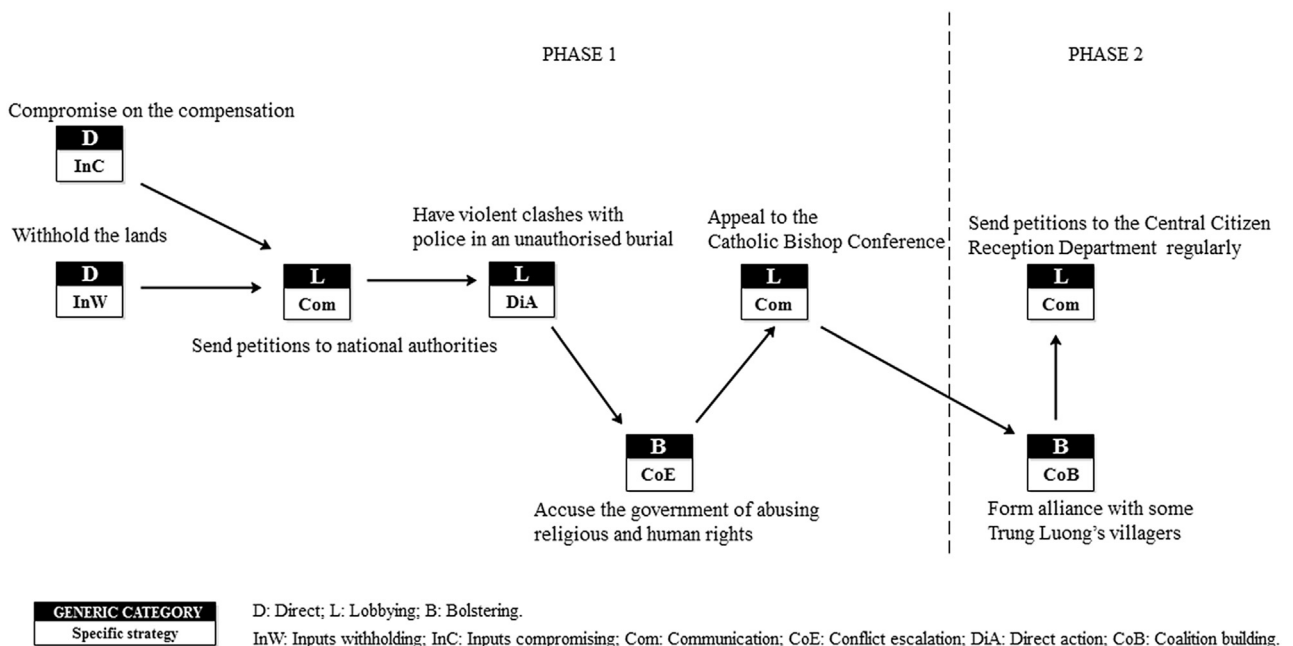 PHASE 1
PHASE 2
Compromise on the compensation
D
InC
Withhold the lands
D
InW
L
Com
Send petitions to national authorities
Have violent clashes with
police in an unauthorised burial
L
DiA
B
CoE
Accuse the government of abusing
religious and human rights
Appeal to the
Catholic Bishop Conference
L
Com
Send petitions to the Central Citizen
Reception Department regularly
L
Com
B
CoB
Form alliance with some
Trung Luong's villagers
GENERIC CATEGORY
Specific strategy
D: Direct; L: Lobbying; B: Bolstering.
InW: Inputs withholding; InC: Inputs compromising; Com: Communication; CoE: Conflict escalation; DiA: Direct action; CoB: Coalition building.